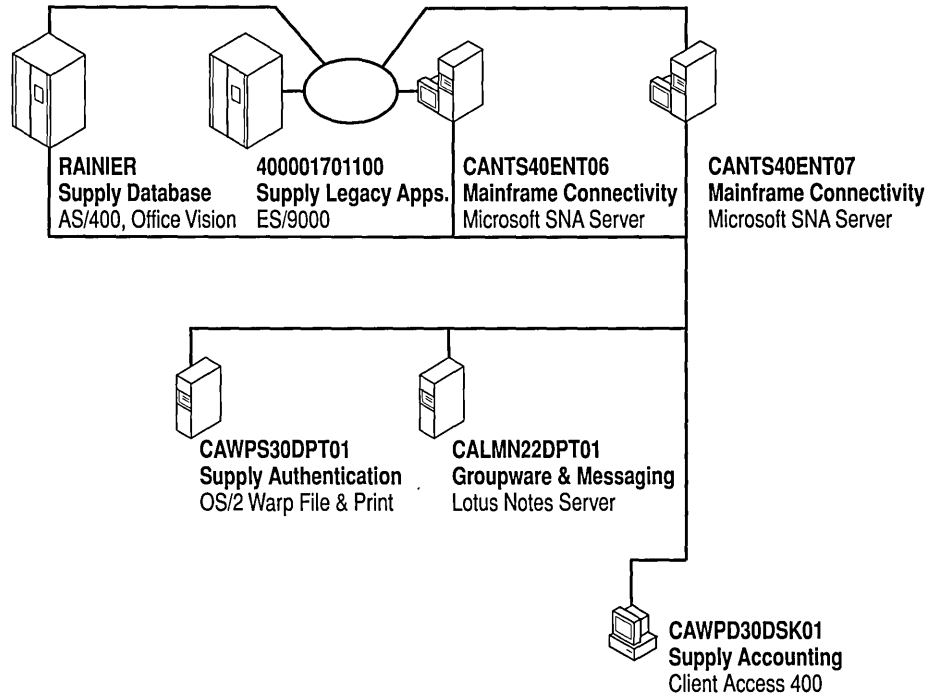 RAINIER
Supply Database
AS/400, Office Vision
400001701100
Supply Legacy Apps.
ES/9000
CANTS40ENT06
Mainframe Connectivity
Microsoft SNA Server
CANTS40ENT07
Mainframe Connectivity
Microsoft SNA Server
CAWPS30DPT01
Supply Authentication
OS/2 Warp File & Print
CALMN22DPT01
Groupware & Messaging
Lotus Notes Server
CAWPD30DSK01
Supply Accounting
Client Access 400